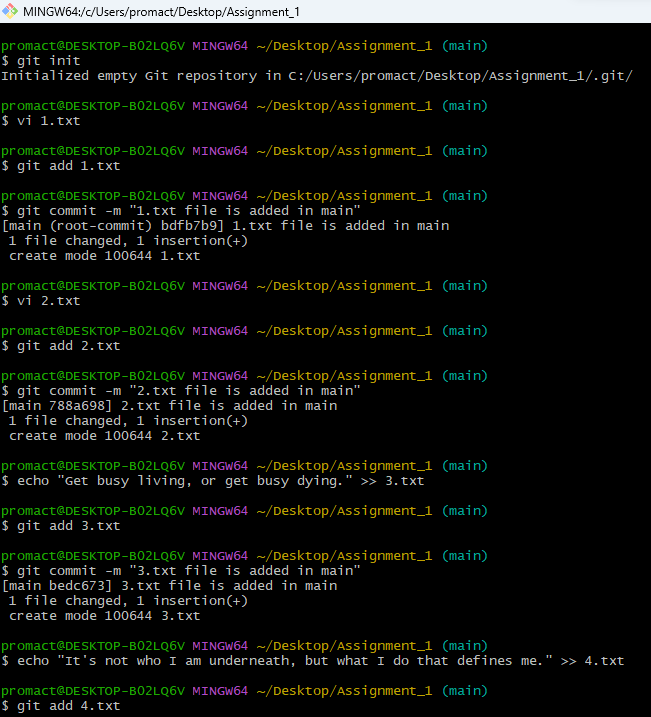 MINGW64:/c/Users/promact/Desktop/Assignment_1
promact@DESKTOP-B02LQ6V MINGW64 ~/Desktop/Assignment_1 (main)
$ git init
Initialized empty Git repository in C:/Users/promact/Desktop/Assignment_1/.git/
promact@DESKTOP-B02LQ6V MINGW64 ~/Desktop/Assignment_1 (main)
$ vi 1.txt
promact@DESKTOP-B02LQ6V MINGW64 ~/Desktop/Assignment_1 (main)
$ git add 1.txt
promact@DESKTOP-B02LQ6V MINGW64 ~/Desktop/Assignment_1 (main)
$ git commit -m "1.txt file is added in main"
[main (root-commit) bdfb7b9] 1.txt file is added in main
 1 file changed, 1 insertion(+)
 create mode 100644 1.txt
promact@DESKTOP-B02LQ6V MINGW64 ~/Desktop/Assignment_1 (main)
$ vi 2.txt
promact@DESKTOP-B02LQ6V MINGW64 ~/Desktop/Assignment_1 (main)
$ git add 2.txt
promact@DESKTOP-B02LQ6V MINGW64 ~/Desktop/Assignment_1 (main)
$ git commit -m "2.txt file is added in main"
[main 788a698] 2.txt file is added in main
 1 file changed, 1 insertion(+)
 create mode 100644 2.txt
promact@DESKTOP-B02LQ6V MINGW64 ~/Desktop/Assignment_1 (main)
$ echo "Get busy living, or get busy dying." >> 3.txt
promact@DESKTOP-B02LQ6V MINGW64 ~/Desktop/Assignment_1 (main)
$ git add 3.txt
promact@DESKTOP-B02LQ6V MINGW64 ~/Desktop/Assignment_1 (main)
$ git commit -m "3.txt file is added in main"
[main bedc673] 3.txt file is added in main
 1 file changed, 1 insertion(+)
 create mode 100644 3.txt
promact@DESKTOP-B02LQ6V MINGW64 ~/Desktop/Assignment_1 (main)
$ echo "It's not who I am underneath, but what I do that defines me." >> 4.txt
promact@DESKTOP-B02LQ6V MINGW64 ~/Desktop/Assignment_1 (main)
$ git add 4.txt